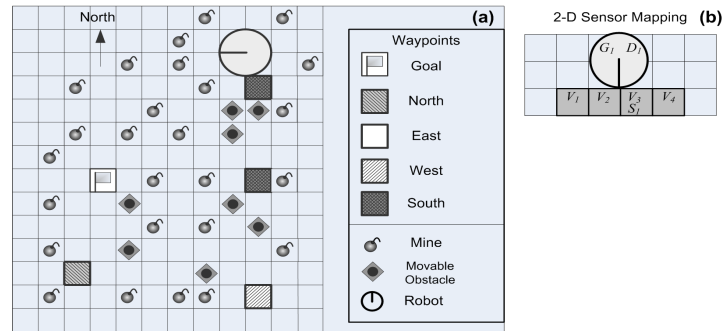 North
(a)
Waypoints
Goal
North
East
West
South
Mine
Movable
Obstacle
Robot
2-D Sensor Mapping (b)
G1 D1
V1 V2 V3 V4
S1